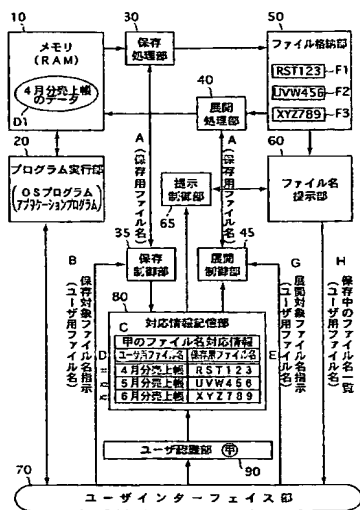 10
メモリ
(RAM)
4月分売上帳
のデータ
D1
30
保存
処理部
50
ファイル格納部
RST123
F1
UVW456
F2
XYZ789
F3
40
展開
処理部
20
プログラム実行部
OSプログラム
アプリケーションプログラム
A
(保存用ファイル名)
A
(保存用ファイル名)
提示
制御部
65
60
ファイル名
提示部
35
保存
制御部
45
展開
制御部
B
保存対象ファイル名指示
(ユーザ用ファイル名)
G
展開対象ファイル名指示
(ユーザ用ファイル名)
H
保存中のファイル名一覧
(ユーザ用ファイル名)
80
対応情報記憶部
C
甲のファイル名対応情報
D
E
ユーザ用ファイル名
保存用ファイル名
4月分売上帳
RST123
5月分売上帳
UVW456
6月分売上帳
XYZ789
ユーザ認識部
甲
90
70
ユーザインターフェイス部